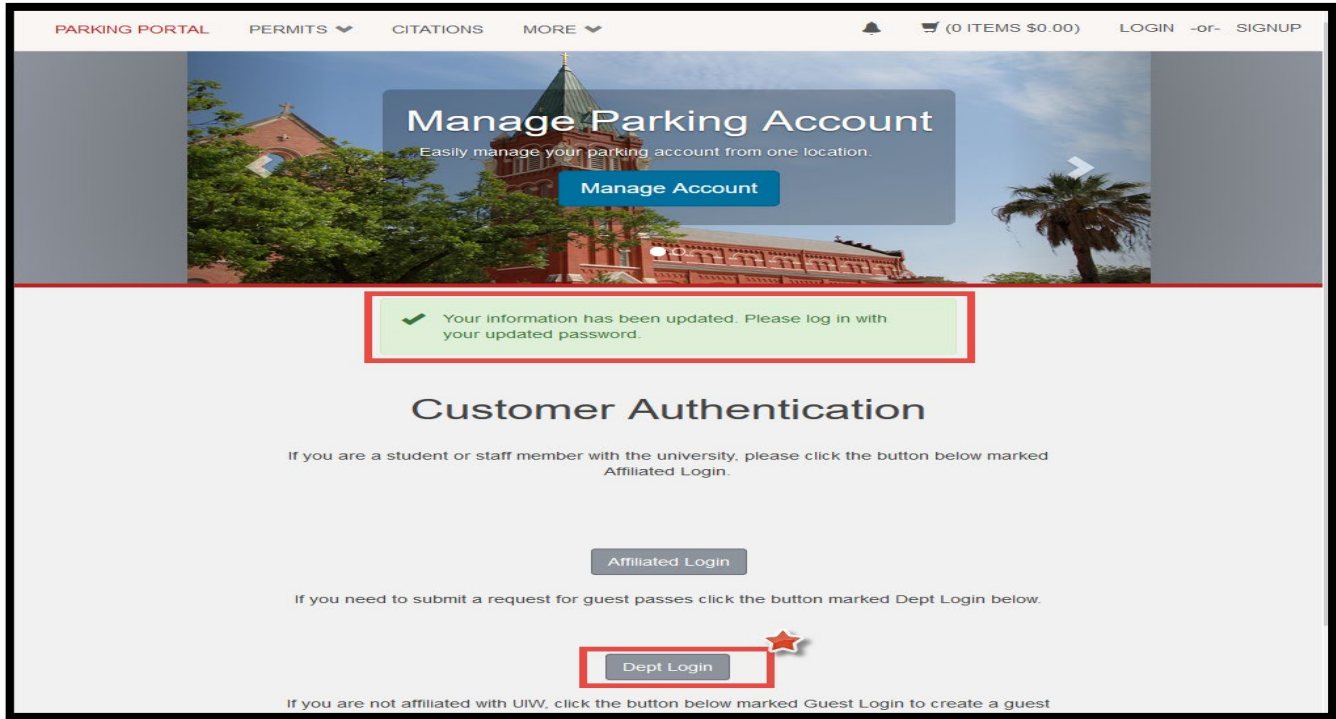 PARKING PORTAL PERMITS CITATIONS MORE (0 ITEMS $0.00) LOGIN -or- SIGNUP
Manage Parking Account
Easily manage your parking account from one location.
Manage Account
Your information has been updated. Please log in with
your updated password.
Customer Authentication
If you are a student or staff member with the university, please click the button below marked
Affiliated Login.
Affiliated Login
If you need to submit a request for guest passes click the button marked Dept Login below.
Dept Login
If you are not affiliated with UIW, click the button below marked Guest Login to create a guest